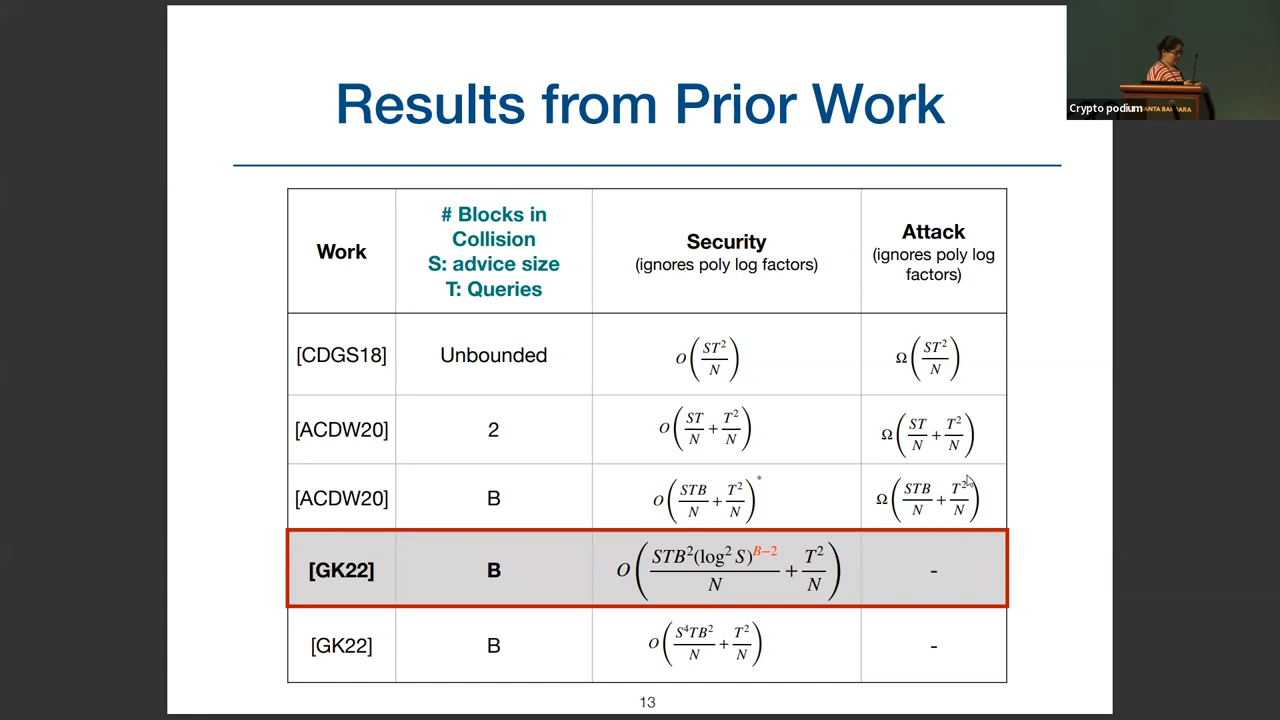 Results from Prior Work
Crypto podium
ANTA BARBARA
Work
# Blocks in
Collision
S: advice size
T: Queries
Security
(ignores poly log factors)
Attack
(ignores poly log
factors)
[CDGS18]
Unbounded
O(ST²/N)
Ω(ST²/N)
[ACDW20]
2
O(ST/N + T²/N)
Ω(ST/N + T²/N)
[ACDW20]
B
O(STB/N + T²/N)*
Ω(STB/N + T²/N)
[GK22]
B
O(STB²(log² S)^{B−2}/N + T²/N)
-
[GK22]
B
O(S⁴TB²/N + T²/N)
-
13